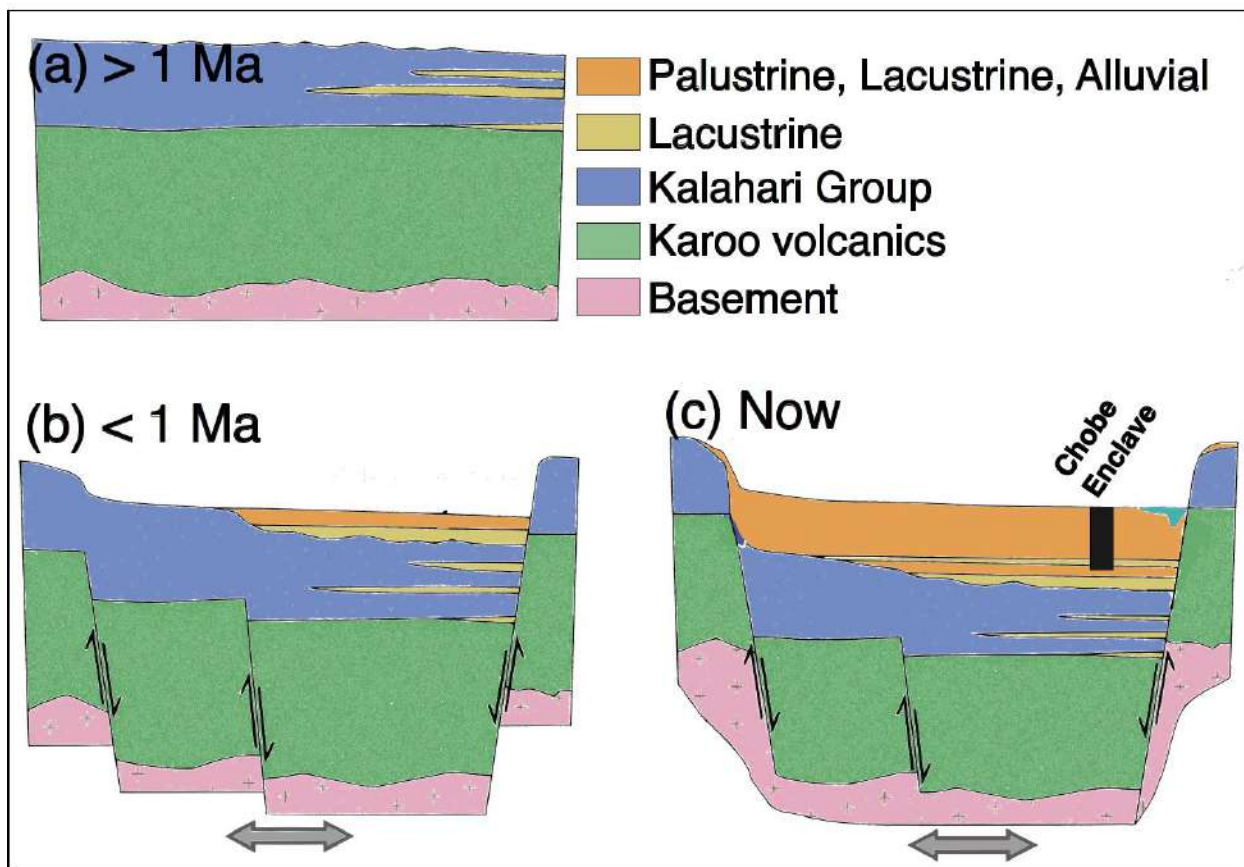 (a) > 1 Ma
Palustrine, Lacustrine, Alluvial
Lacustrine
Kalahari Group
Karoo volcanics
Basement
(b) < 1 Ma
(c) Now
Chobe
Enclave